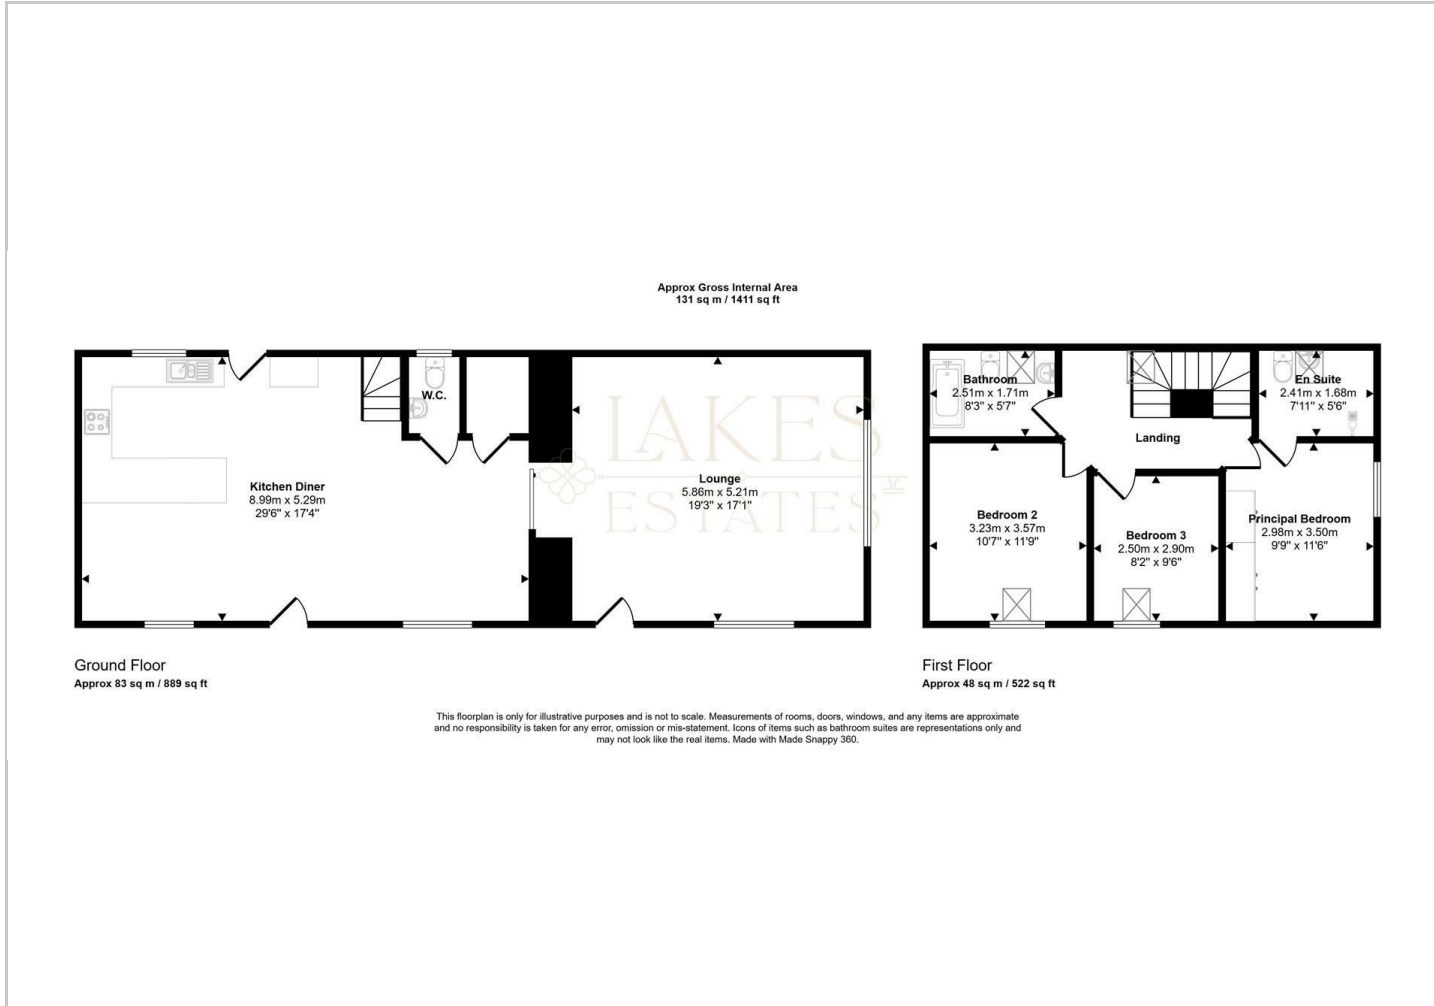 Approx Gross Internal Area
131 sq m / 1411 sq ft
LAKES
ESTATES
W.C.
Kitchen Diner
8.99m x 5.29m
29'6" x 17'4"
Lounge
5.86m x 5.21m
19'3" x 17'1"
Ground Floor
Approx 83 sq m / 889 sq ft
Bathroom
2.51m x 1.71m
8'3" x 5'7"
En Suite
2.41m x 1.68m
7'11" x 5'6"
Landing
Bedroom 2
3.23m x 3.57m
10'7" x 11'9"
Bedroom 3
2.50m x 2.90m
8'2" x 9'6"
Principal Bedroom
2.98m x 3.50m
9'9" x 11'6"
First Floor
Approx 48 sq m / 522 sq ft
This floorplan is only for illustrative purposes and is not to scale. Measurements of rooms, doors, windows, and any items are approximate
and no responsibility is taken for any error, omission or mis-statement. Icons of items such as bathroom suites are representations only and
may not look like the real items. Made with Made Snappy 360.